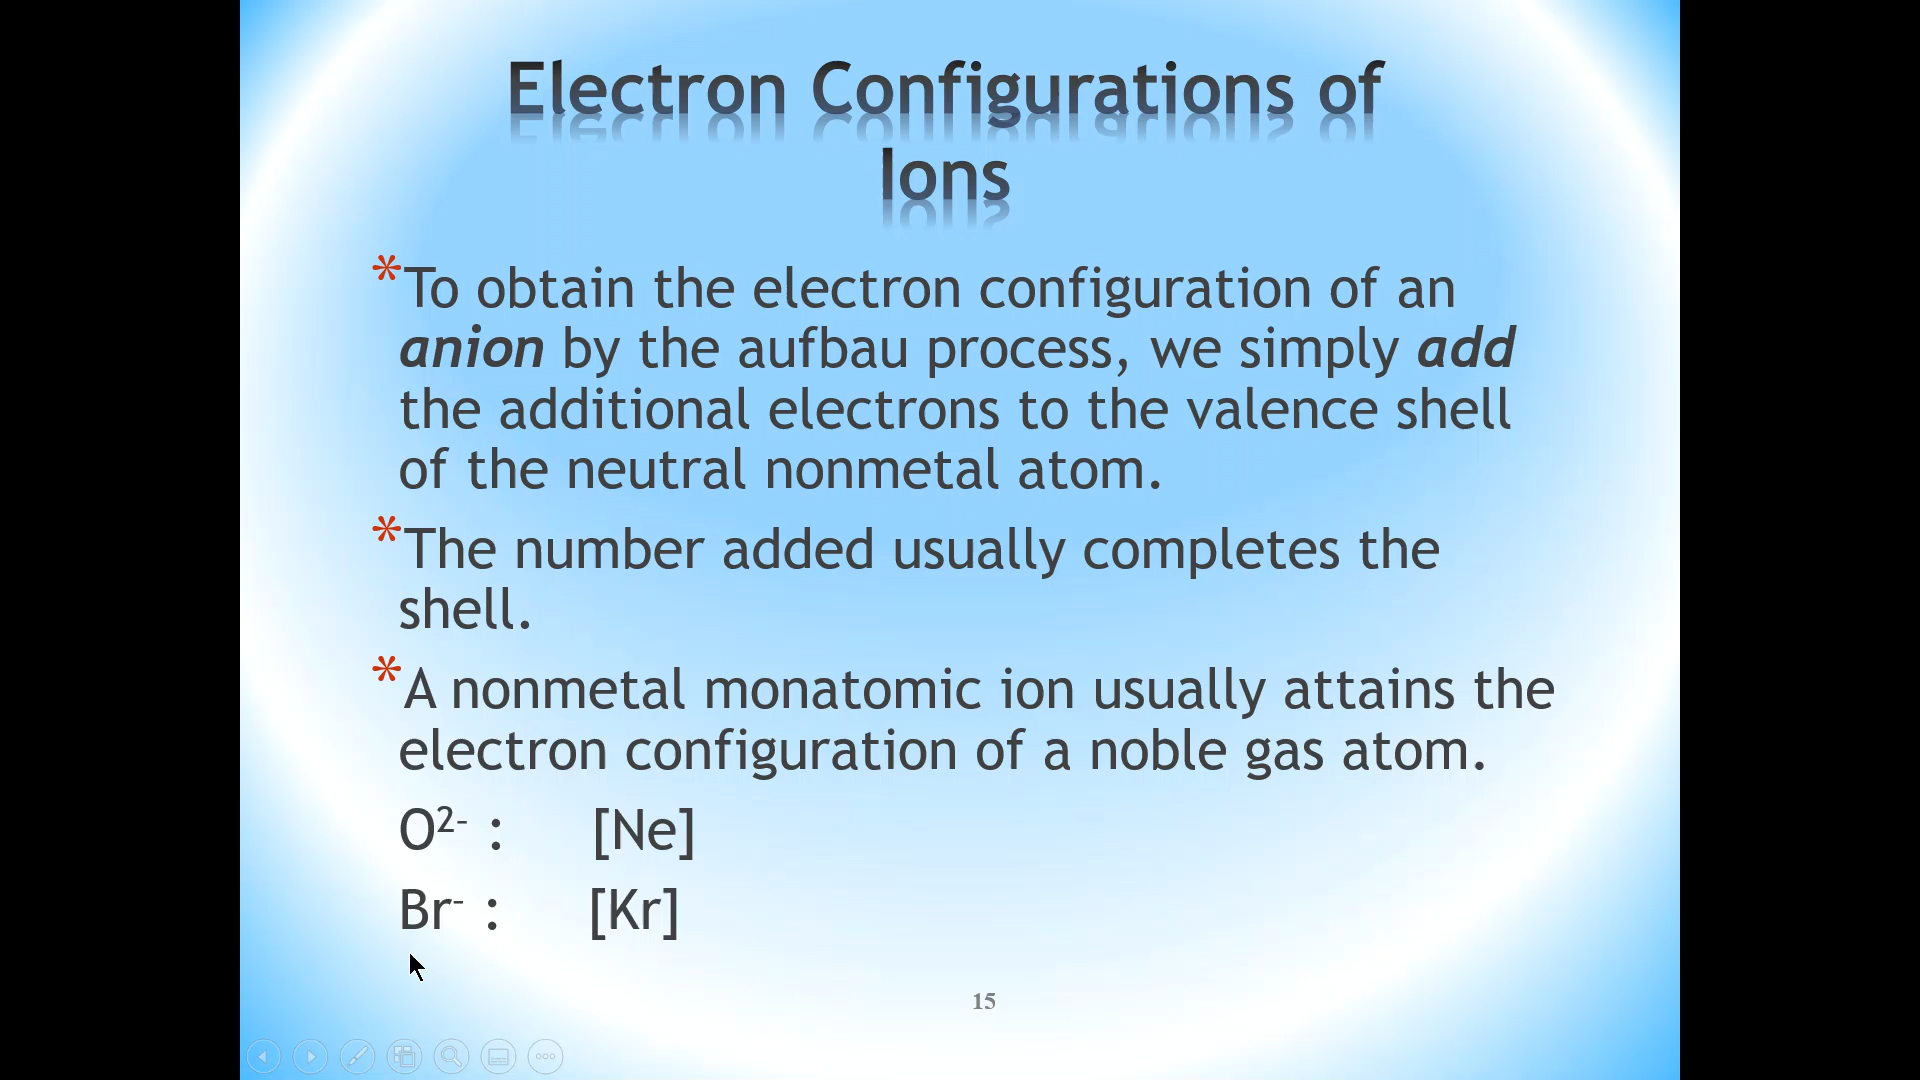 Electron Configurations of
Ions
*To obtain the electron configuration of an
anion by the aufbau process, we simply add
the additional electrons to the valence shell
of the neutral nonmetal atom.
*The number added usually completes the
shell.
*A nonmetal monatomic ion usually attains the
electron configuration of a noble gas atom.
O²⁻ : [Ne]
Br⁻ : [Kr]
15